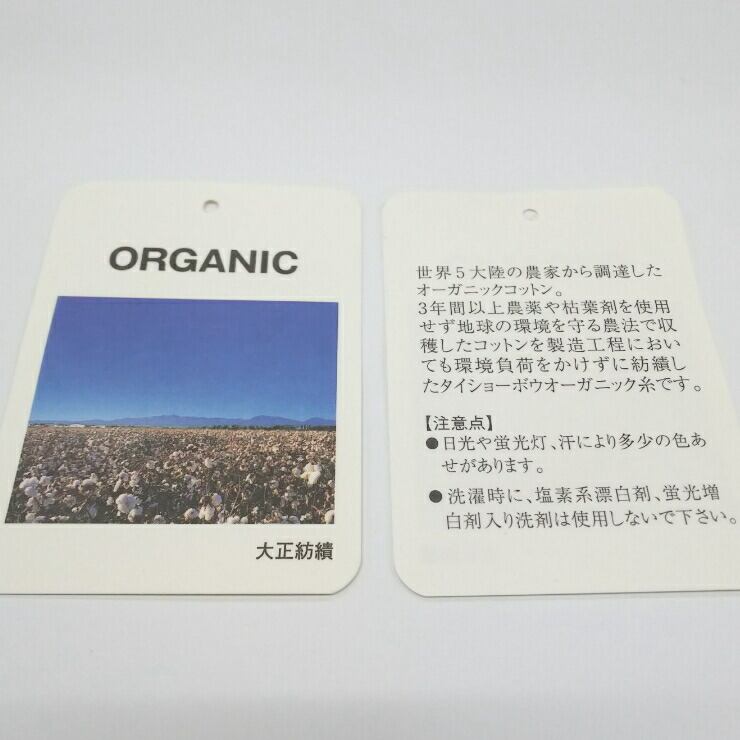 ORGANIC
大正紡績
世界5大陸の農家から調達した
オーガニックコットン。
3年間以上農薬や枯葉剤を使用
せず地球の環境を守る農法で収
穫したコットンを製造工程におい
ても環境負荷をかけずに紡績し
たタイショーボウオーガニック糸です。
【注意点】
●日光や蛍光灯、汗により多少の色あ
せがあります。
●洗濯時に、塩素系漂白剤、蛍光増
白剤入り洗剤は使用しないで下さい。